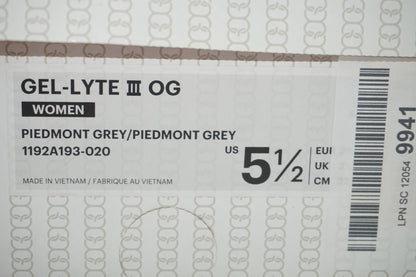 GEL-LYTE III OG
WOMEN
PIEDMONT GREY/PIEDMONT GREY
1192A193-020
US 5½
EUR
UK
CM
MADE IN VIETNAM / FABRIQUE AU VIETNAM
LPN SC 12054
9941